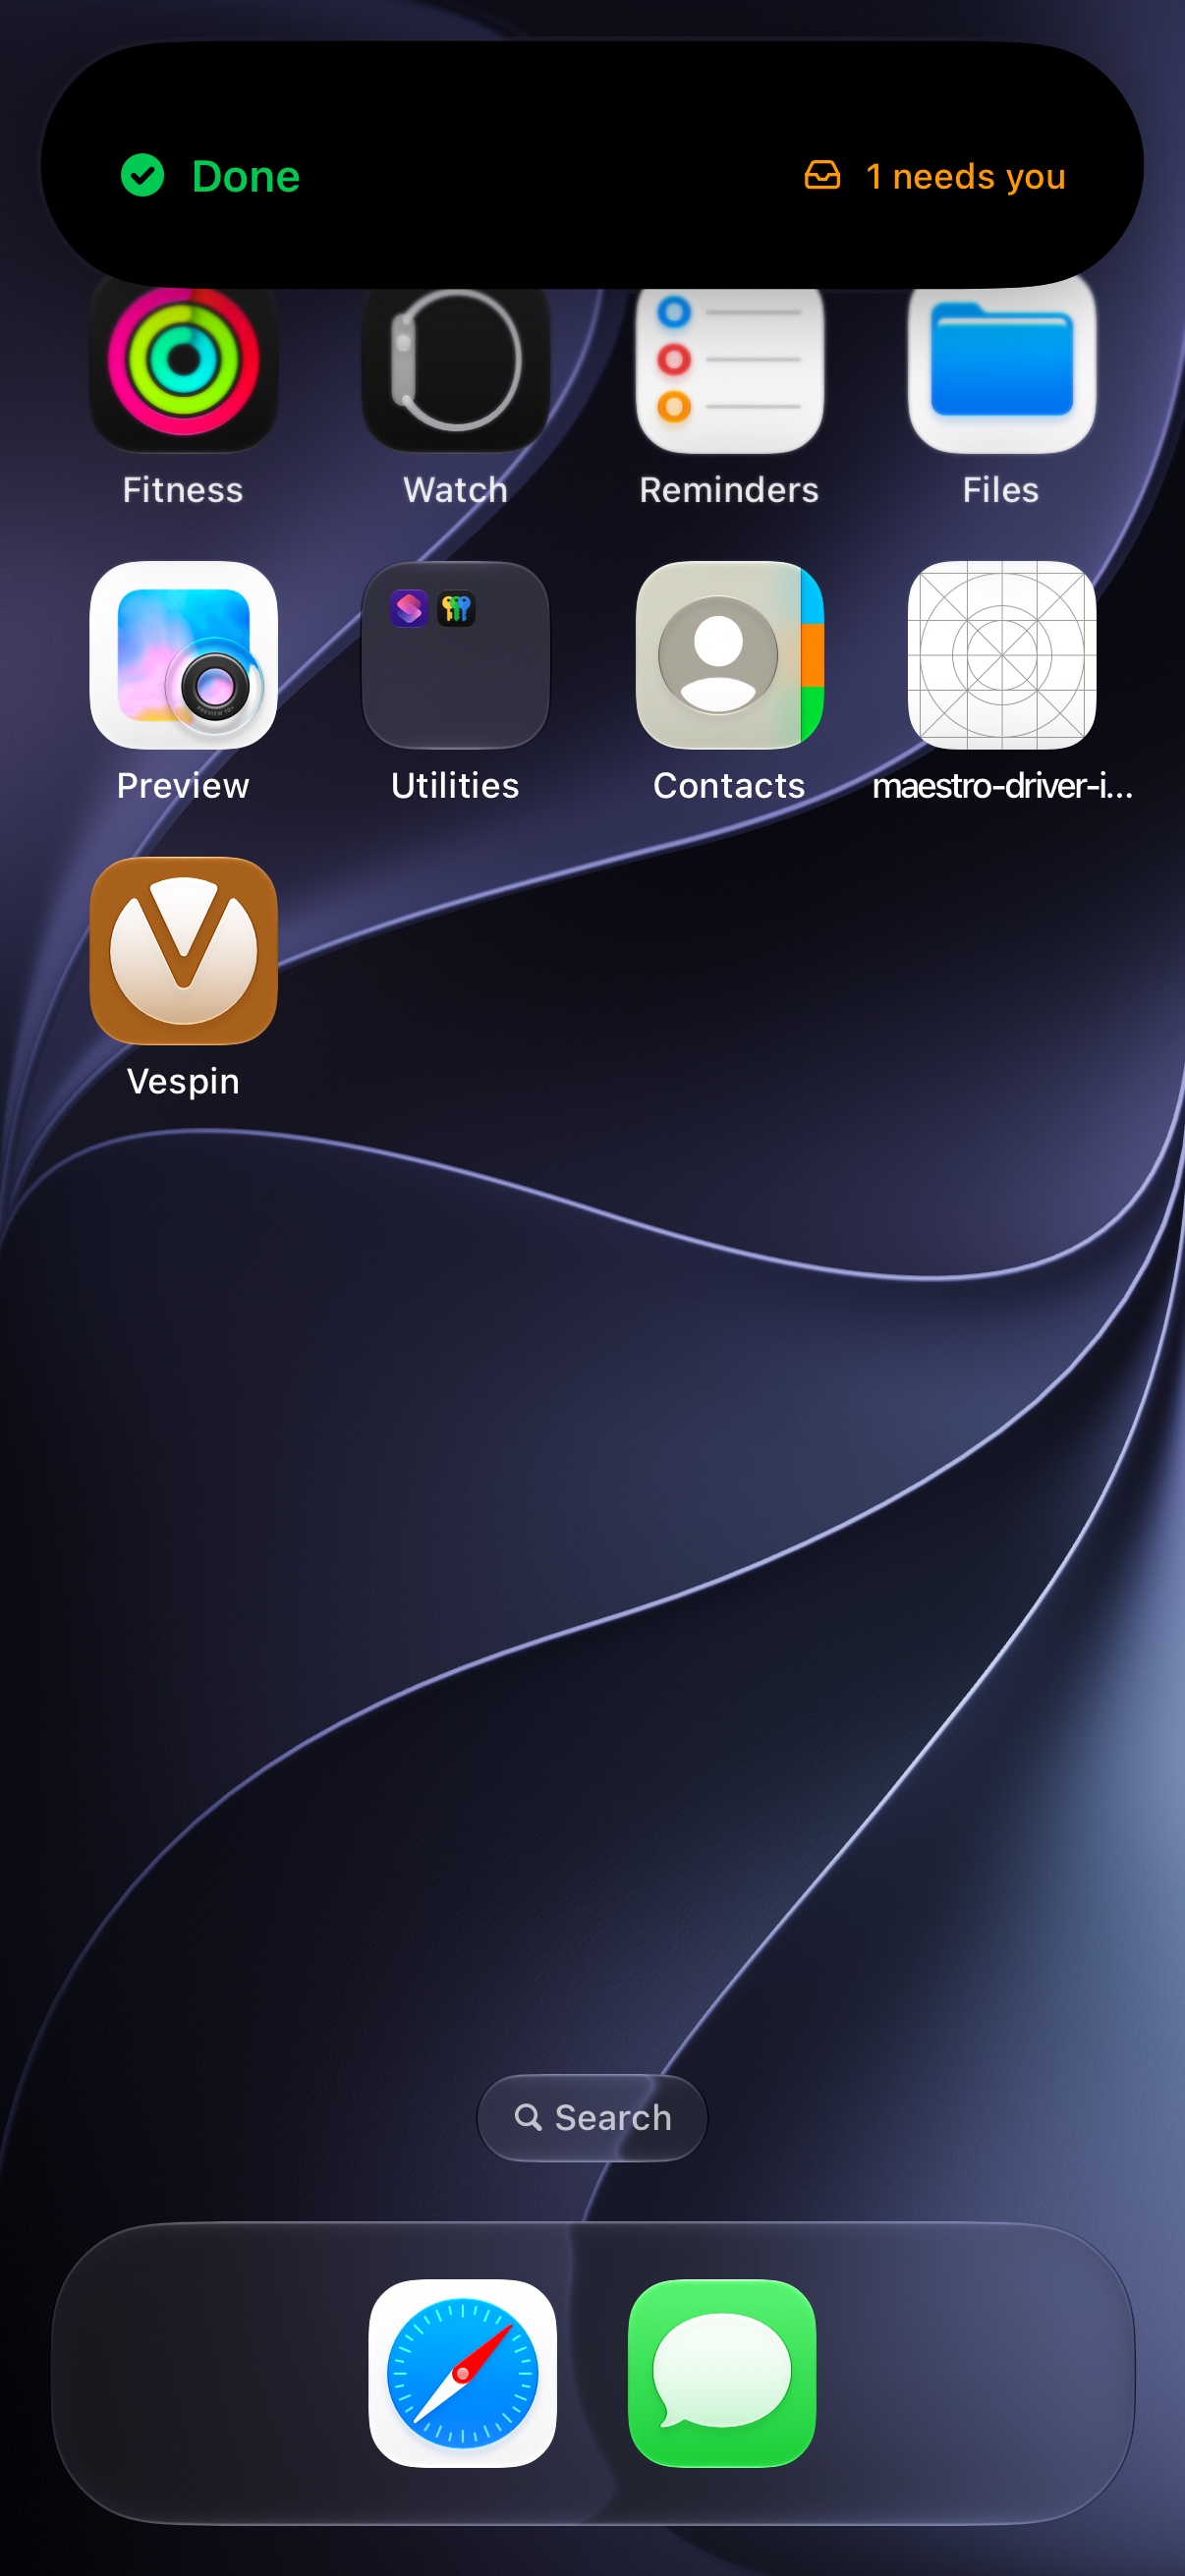 Done
1 needs you
Fitness
Watch
Reminders
Files
Preview
Utilities
Contacts
maestro-driver-i...
Vespin
Search